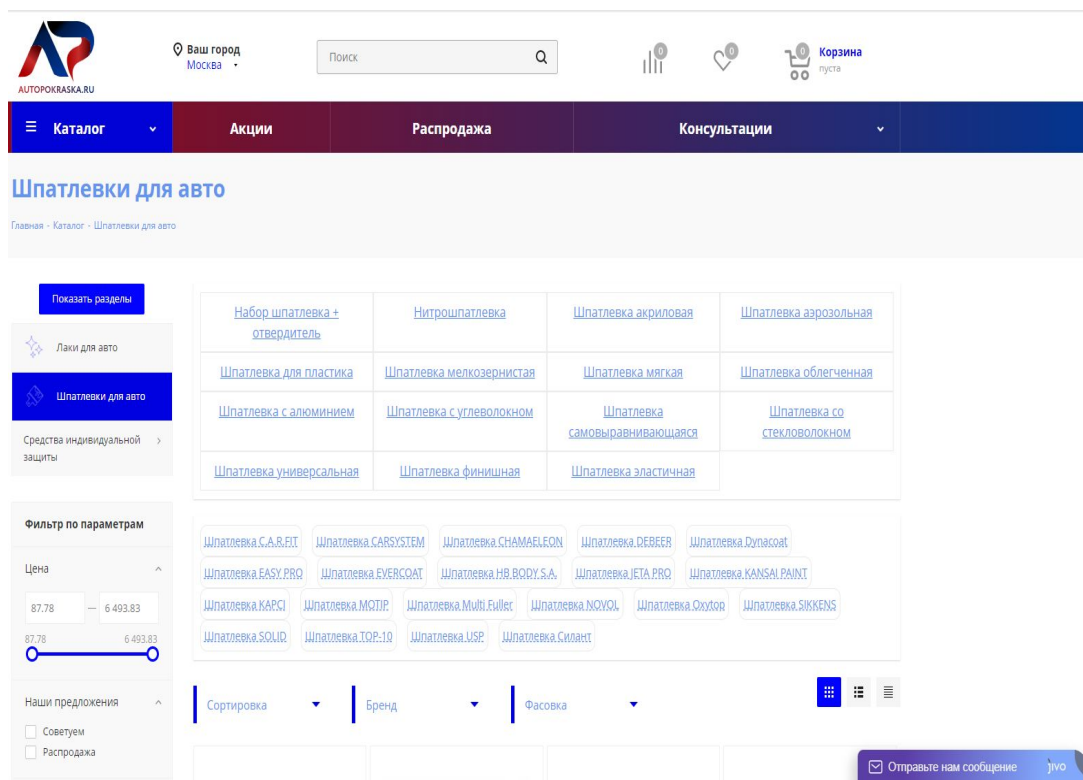 AUTOPOKRASKA.RU
Ваш город
Москва
Поиск
0
0
0
Корзина
пуста
Каталог
Акции
Распродажа
Консультации
Шпатлевки для авто
Главная - Каталог - Шпатлевки для авто
Показать разделы
Лаки для авто
Шпатлевки для авто
Средства индивидуальной
защиты
Фильтр по параметрам
Цена
87.78 — 6 493.83
87.78 6 493.83
Наши предложения
Советуем
Распродажа
Набор шпатлевка +
отвердитель
Нитрошпатлевка
Шпатлевка акриловая
Шпатлевка аэрозольная
Шпатлевка для пластика
Шпатлевка мелкозернистая
Шпатлевка мягкая
Шпатлевка облегченная
Шпатлевка с алюминием
Шпатлевка с углеволокном
Шпатлевка
самовыравнивающаяся
Шпатлевка со
стекловолокном
Шпатлевка универсальная
Шпатлевка финишная
Шпатлевка эластичная
Шпатлевка C.A.R.FIT Шпатлевка CARSYSTEM Шпатлевка CHAMAELEON Шпатлевка DEBEER Шпатлевка Dynacoat
Шпатлевка EASY PRO Шпатлевка EVERCOAT Шпатлевка HB BODY S.A. Шпатлевка JETA PRO Шпатлевка KANSAI PAINT
Шпатлевка KAPCI Шпатлевка MOTIP Шпатлевка Multi Fuller Шпатлевка NOVOL Шпатлевка Oxytop Шпатлевка SIKKENS
Шпатлевка SOLID Шпатлевка TOP-10 Шпатлевка USP Шпатлевка Силант
Сортировка
Бренд
Фасовка
Отправьте нам сообщение
jivo